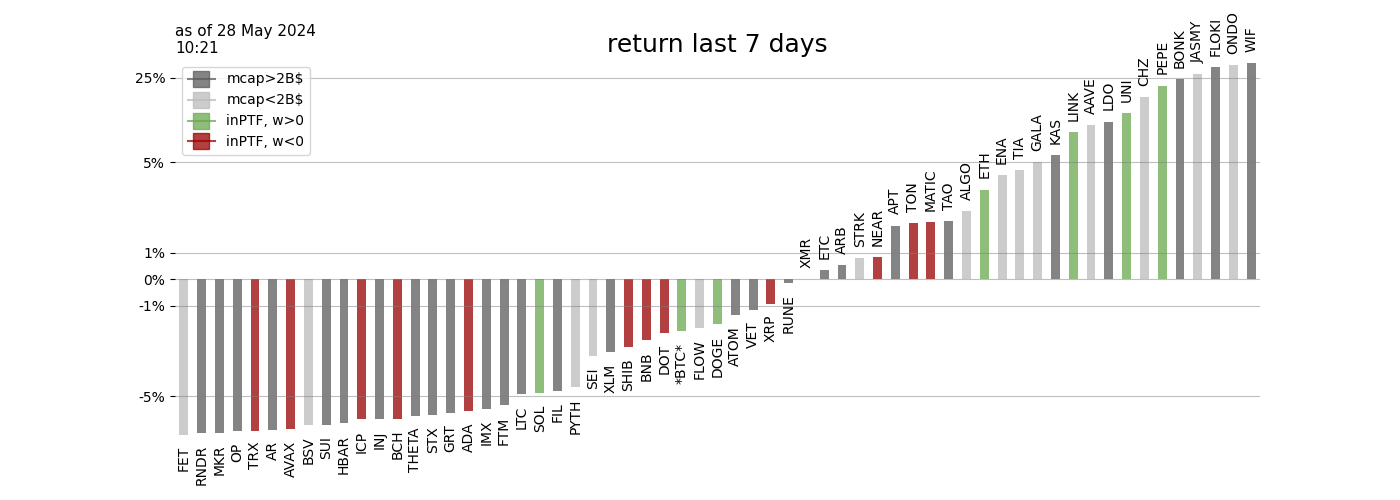 as of 28 May 2024
10:21
return last 7 days
mcap>2B$
mcap<2B$
inPTF, w>0
inPTF, w<0
25%
5%
1%
0%
-1%
-5%
FET
RNDR
MKR
OP
TRX
AR
AVAX
BSV
SUI
HBAR
ICP
INJ
BCH
THETA
STX
GRT
ADA
IMX
FTM
LTC
SOL
FIL
PYTH
SEI
XLM
SHIB
BNB
DOT
*BTC*
FLOW
DOGE
ATOM
VET
XRP
RUNE
XMR
ETC
ARB
STRK
NEAR
APT
TON
MATIC
TAO
ALGO
ETH
ENA
TIA
GALA
KAS
LINK
AAVE
LDO
UNI
CHZ
PEPE
BONK
JASMY
FLOKI
ONDO
WIF